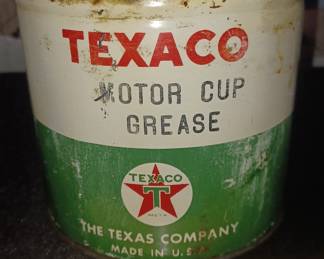 TEXACO
MOTOR CUP
GREASE
TEXACO
T
THE TEXAS COMPANY
MADE IN U.S.A.